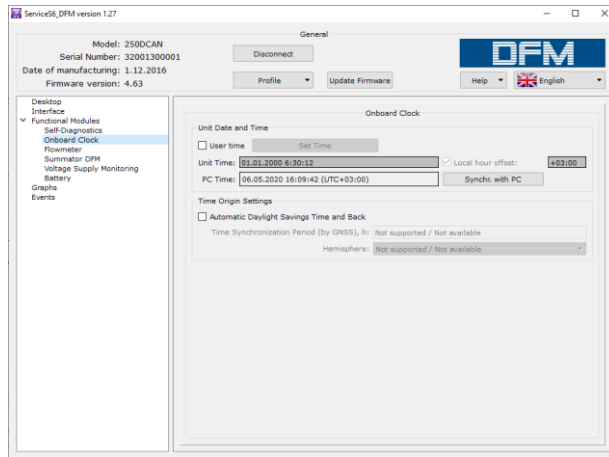 ServiceS6_DFM version 1.27
General
Model: 250DCAN
Serial Number: 32001300001
Date of manufacturing: 1.12.2016
Firmware version: 4.63
Disconnect
Profile
Update Firmware
DFM
Help
English
Desktop
Interface
Functional Modules
Self-Diagnostics
Onboard Clock
Flowmeter
Summator DFM
Voltage Supply Monitoring
Battery
Graphs
Events
Onboard Clock
Unit Date and Time
User time Set Time
Unit Time: 01.01.2000 6:30:12 Local hour offset: +03:00
PC Time: 06.05.2020 16:09:42 (UTC+03:00) Synchr. with PC
Time Origin Settings
Automatic Daylight Savings Time and Back
Time Synchronization Period (by GNSS), h: Not supported / Not available
Hemisphere: Not supported / Not available